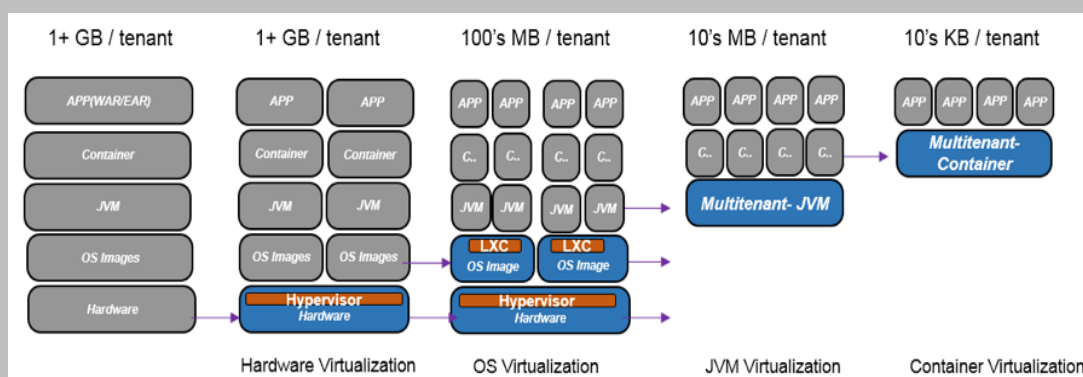 1+ GB / tenant
1+ GB / tenant
100's MB / tenant
10's MB / tenant
10's KB / tenant
APP(WAR/EAR)
APP
APP
APP
APP
APP
APP
APP
APP
APP
APP
APP
APP
APP
APP
Container
Container
Container
C..
C..
C..
C..
C..
C..
C..
C..
Multitenant-
Container
JVM
JVM
JVM
JVM
JVM
JVM
JVM
Multitenant- JVM
OS Images
OS Images
OS Images
LXC
OS Image
LXC
OS Image
Hardware
Hypervisor
Hardware
Hypervisor
Hardware
Hardware Virtualization
OS Virtualization
JVM Virtualization
Container Virtualization